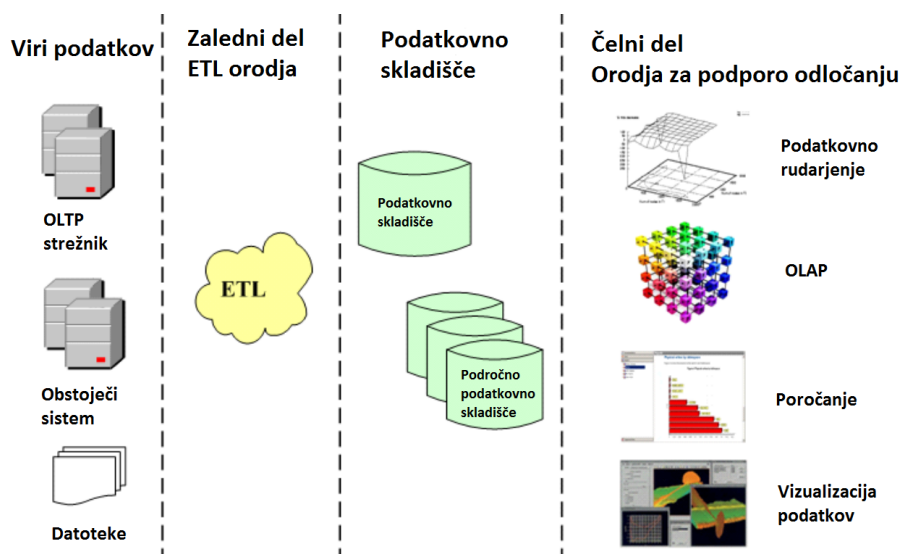 Viri podatkov
Zaledni del
ETL orodja
Podatkovno
skladišče
Čelni del
Orodja za podporo odločanju
OLTP
strežnik
Obstoječi
sistem
Datoteke
ETL
Podatkovno
skladišče
Področno
podatkovno
skladišče
Podatkovno
rudarjenje
OLAP
Poročanje
Vizualizacija
podatkov